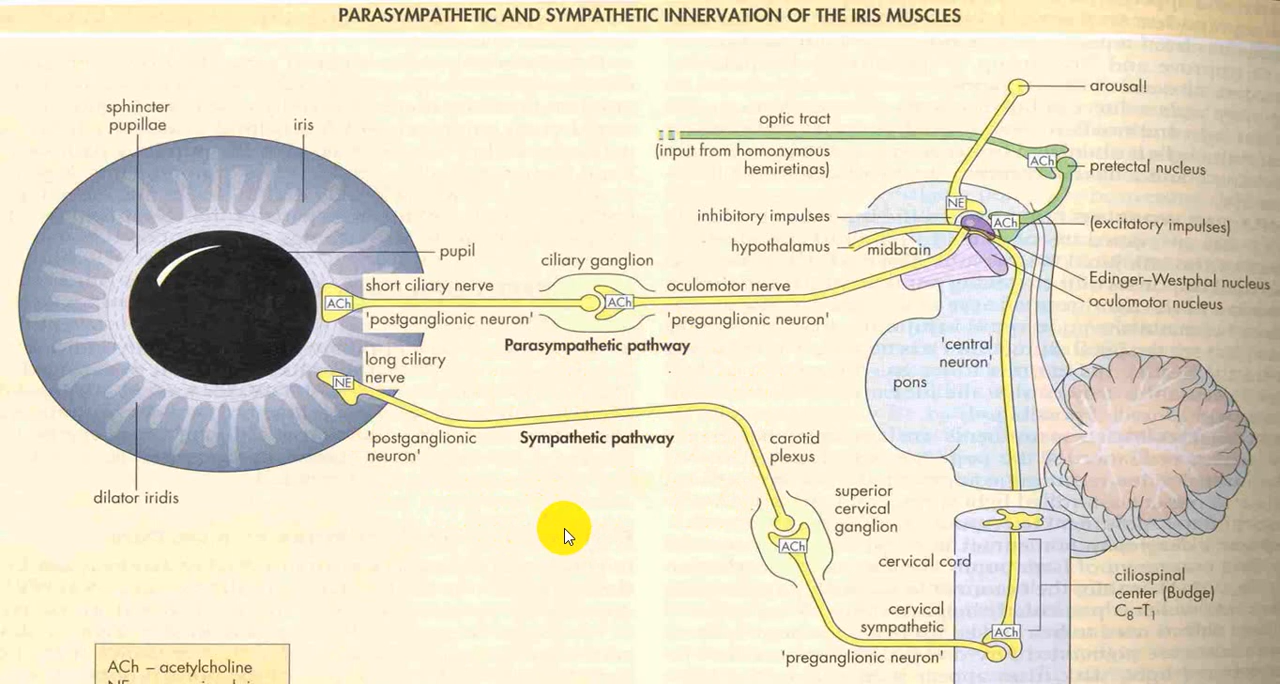 PARASYMPATHETIC AND SYMPATHETIC INNERVATION OF THE IRIS MUSCLES
sphincter
pupillae
iris
pupil
ACh
short ciliary nerve
'postganglionic neuron'
ciliary ganglion
ACh
oculomotor nerve
'preganglionic neuron'
Parasympathetic pathway
optic tract
(input from homonymous
hemiretinas)
arousal!
ACh
pretectal nucleus
NE
ACh
inhibitory impulses
(excitatory impulses)
hypothalamus
midbrain
Edinger–Westphal nucleus
oculomotor nucleus
'central
neuron'
pons
long ciliary
nerve
NE
'postganglionic
neuron'
Sympathetic pathway
carotid
plexus
dilator iridis
superior
cervical
ganglion
ACh
cervical cord
ciliospinal
center (Budge)
C8–T1
cervical
sympathetic
ACh
'preganglionic neuron'
ACh – acetylcholine